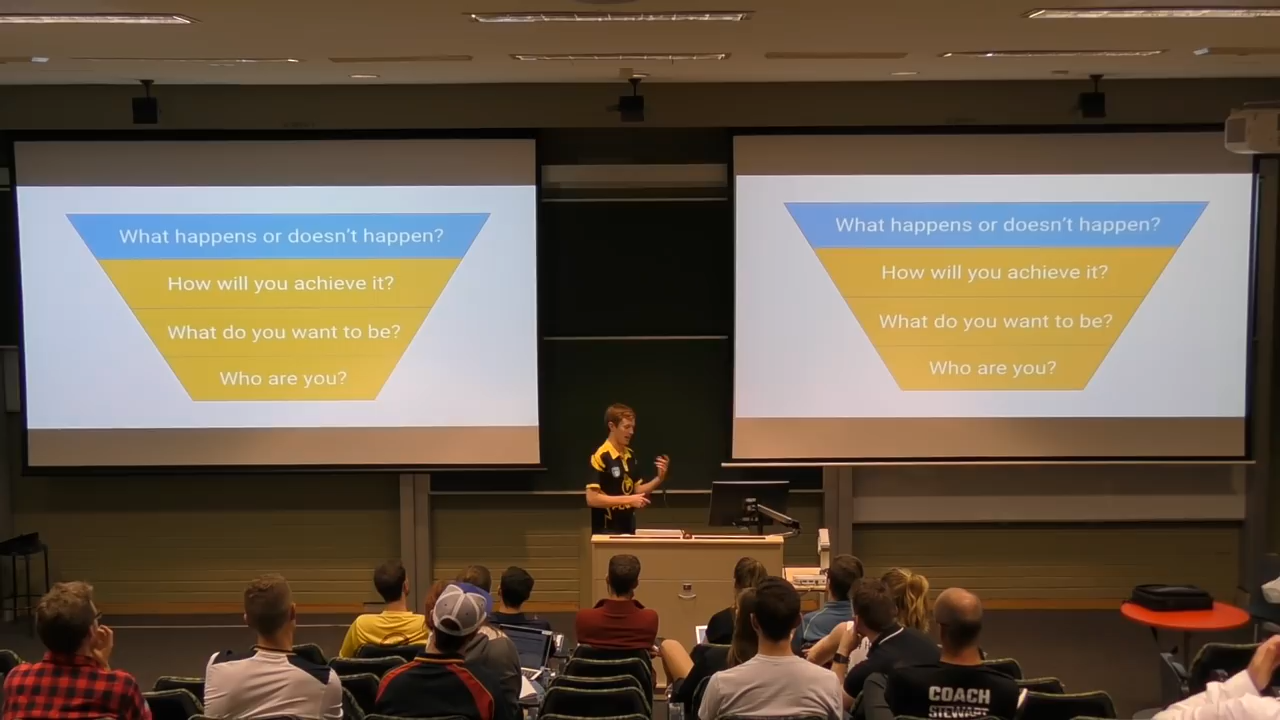 What happens or doesn't happen?
How will you achieve it?
What do you want to be?
Who are you?
What happens or doesn't happen?
How will you achieve it?
What do you want to be?
Who are you?
COACH
STEWART